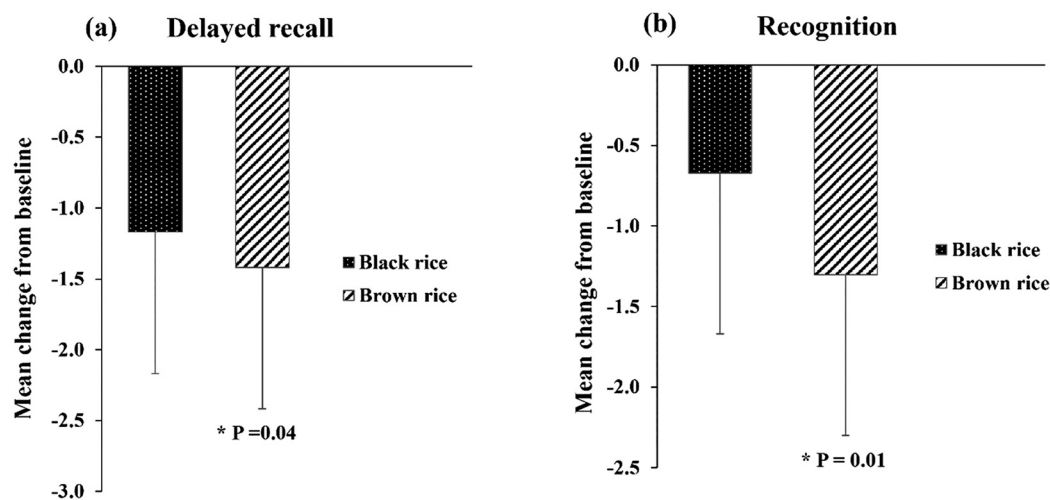 (a) Delayed recall
0.0
-0.5
-1.0
-1.5
-2.0
-2.5
-3.0
Mean change from baseline
Black rice
Brown rice
* P =0.04
(b) Recognition
0.0
-0.5
-1.0
-1.5
-2.0
-2.5
Mean change from baseline
Black rice
Brown rice
* P = 0.01